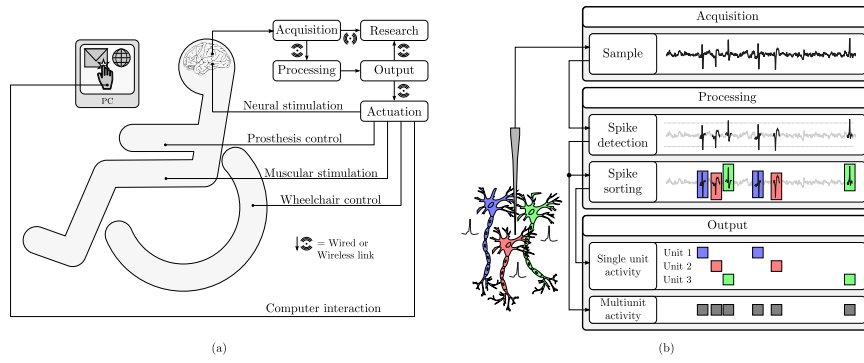 Acquisition
Research
Processing
Output
Actuation
PC
Neural stimulation
Prosthesis control
Muscular stimulation
Wheelchair control
= Wired or
Wireless link
Computer interaction
(a)
Acquisition
Sample
Processing
Spike
detection
Spike
sorting
Output
Single unit
activity
Unit 1
Unit 2
Unit 3
Multiunit
activity
(b)